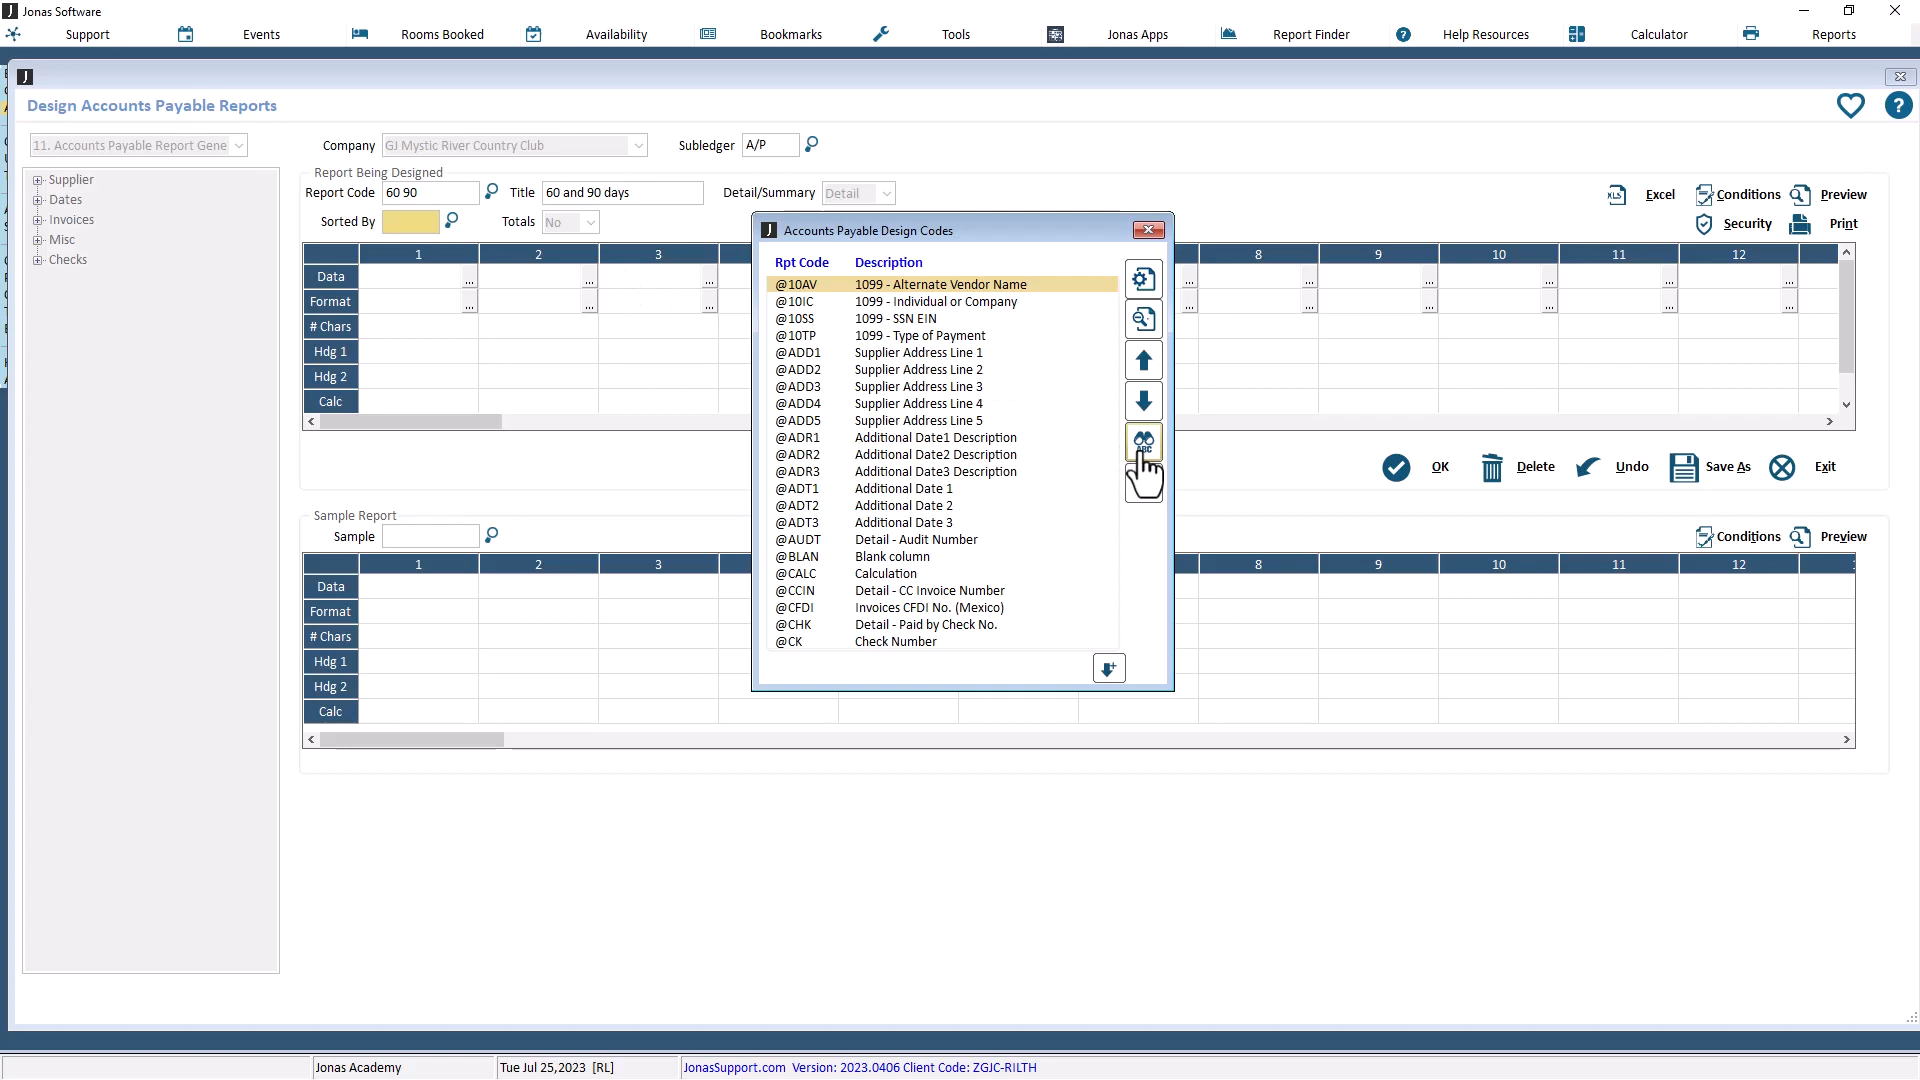 Jonas Software
Support
Events
Rooms Booked
Availability
Bookmarks
Tools
Jonas Apps
Report Finder
Help Resources
Calculator
Reports
Design Accounts Payable Reports
11. Accounts Payable Report Gene
Company
GJ Mystic River Country Club
Subledger
A/P
Supplier
Dates
Invoices
Misc
Checks
Report Being Designed
Report Code
60 90
Title
60 and 90 days
Detail/Summary
Detail
Excel
Conditions
Preview
Sorted By
Totals
No
Security
Print
1 2 3 8 9 10 11 12
Data
Format
# Chars
Hdg 1
Hdg 2
Calc
Accounts Payable Design Codes
Rpt Code Description
@10AV 1099 - Alternate Vendor Name
@10IC 1099 - Individual or Company
@10SS 1099 - SSN EIN
@10TP 1099 - Type of Payment
@ADD1 Supplier Address Line 1
@ADD2 Supplier Address Line 2
@ADD3 Supplier Address Line 3
@ADD4 Supplier Address Line 4
@ADD5 Supplier Address Line 5
@ADR1 Additional Date1 Description
@ADR2 Additional Date2 Description
@ADR3 Additional Date3 Description
@ADT1 Additional Date 1
@ADT2 Additional Date 2
@ADT3 Additional Date 3
@AUDT Detail - Audit Number
@BLAN Blank column
@CALC Calculation
@CCIN Detail - CC Invoice Number
@CFDI Invoices CFDI No. (Mexico)
@CHK Detail - Paid by Check No.
@CK Check Number
OK
Delete
Undo
Save As
Exit
Sample Report
Sample
Conditions
Preview
1 2 3 8 9 10 11 12
Data
Format
# Chars
Hdg 1
Hdg 2
Calc
Jonas Academy
Tue Jul 25,2023 [RL]
JonasSupport.com Version: 2023.0406 Client Code: ZGJC-RILTH